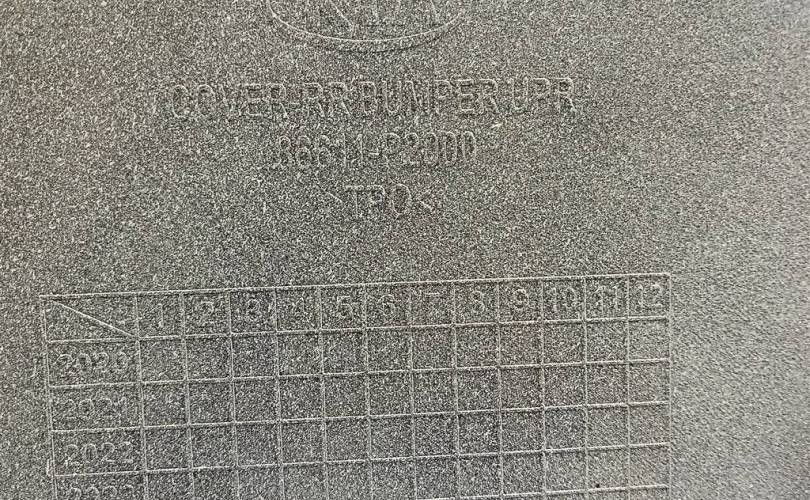 KIA
COVER-RR BUMPER UPR
86611-P2000
>TPO<
1 2 3 4 5 6 7 8 9 10 11 12
2020
2021
2022